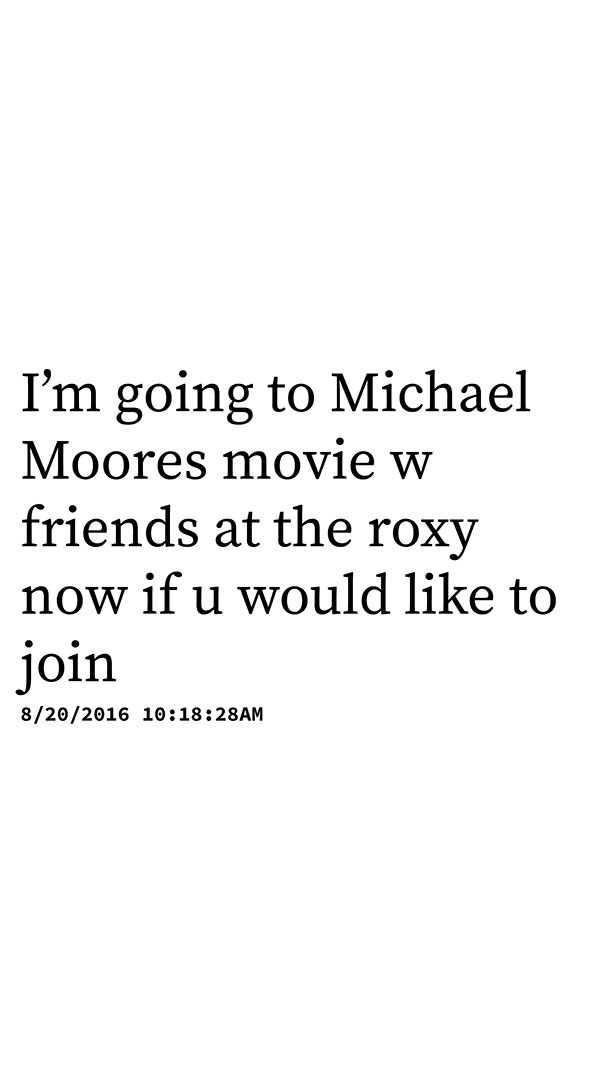 I’m going to Michael
Moores movie w
friends at the roxy
now if u would like to
join
8/20/2016 10:18:28AM